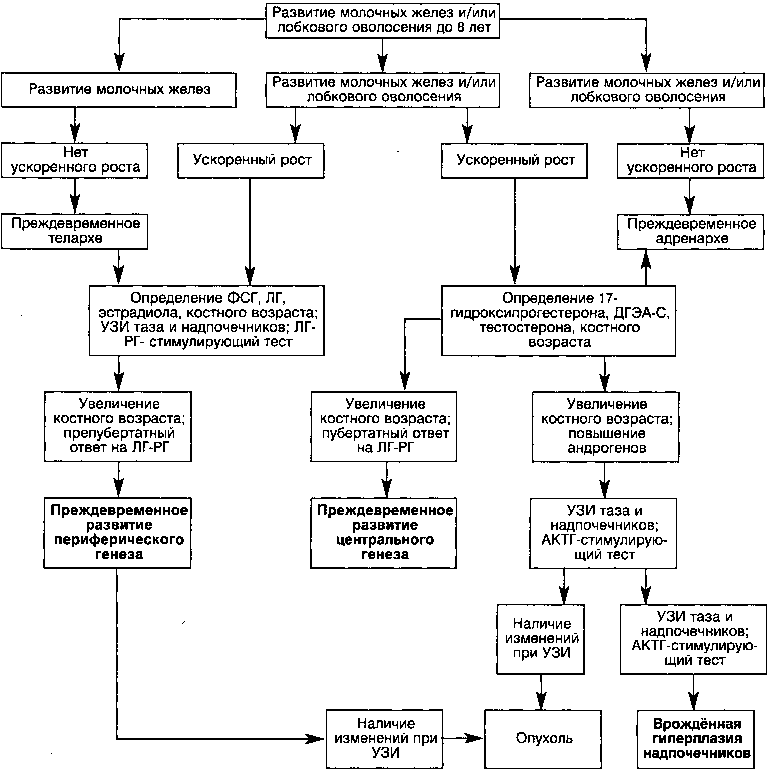 Развитие молочных желез и/или
лобкового оволосения до 8 лет
Развитие молочных желез
Развитие молочных желез и/или
лобкового оволосения
Развитие молочных желез и/или
лобкового оволосения
Нет
ускоренного роста
Ускоренный рост
Ускоренный рост
Нет
ускоренного роста
Преждевременное
телархе
Преждевременное
адренархе
Определение ФСГ, ЛГ,
эстрадиола, костного возраста;
УЗИ таза и надпочечников; ЛГ-
РГ- стимулирующий тест
Определение 17-
гидроксипрогестерона, ДГЭА-С,
тестостерона, костного
возраста
Увеличение
костного возраста;
препубертатный
ответ на ЛГ-РГ
Увеличение
костного возраста;
пубертатный ответ
на ЛГ-РГ
Увеличение
костного возраста;
повышение
андрогенов
Преждевременное
развитие
периферического
генеза
Преждевременное
развитие
центрального
генеза
УЗИ таза и
надпочечников;
АКТГ-стимулирую-
щий тест
Наличие
изменений
при УЗИ
УЗИ таза и
надпочечников;
АКТГ-стимулирую-
щий тест
Наличие
изменений при
УЗИ
Опухоль
Врождённая
гиперплазия
надпочечников